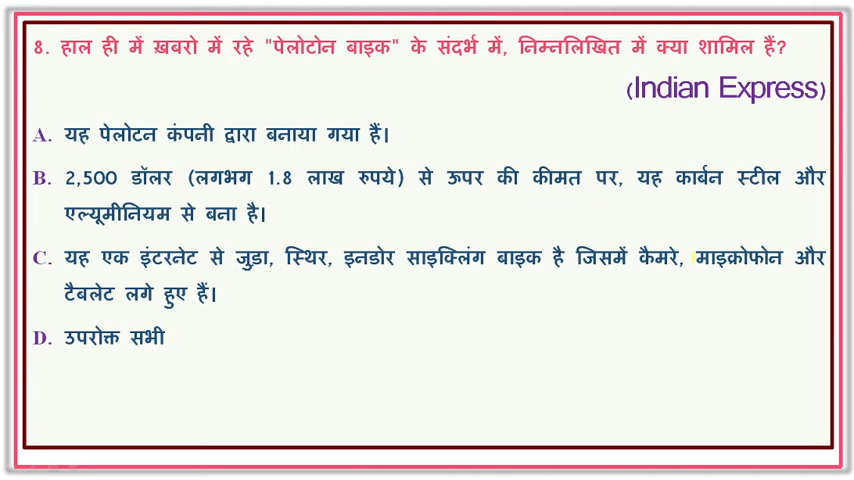 8. हाल ही में ख़बरो में रहे "पेलोटोन बाइक" के संदर्भ में, निम्नलिखित में क्या शामिल हैं?
(Indian Express)
A. यह पेलोटन कंपनी द्वारा बनाया गया हैं।
B. 2,500 डॉलर (लगभग 1.8 लाख रुपये) से ऊपर की कीमत पर, यह कार्बन स्टील और
एल्यूमीनियम से बना है।
C. यह एक इंटरनेट से जुड़ा, स्थिर, इनडोर साइक्लिंग बाइक है जिसमें कैमरे, माइक्रोफोन और
टैबलेट लगे हुए हैं।
D. उपरोक्त सभी